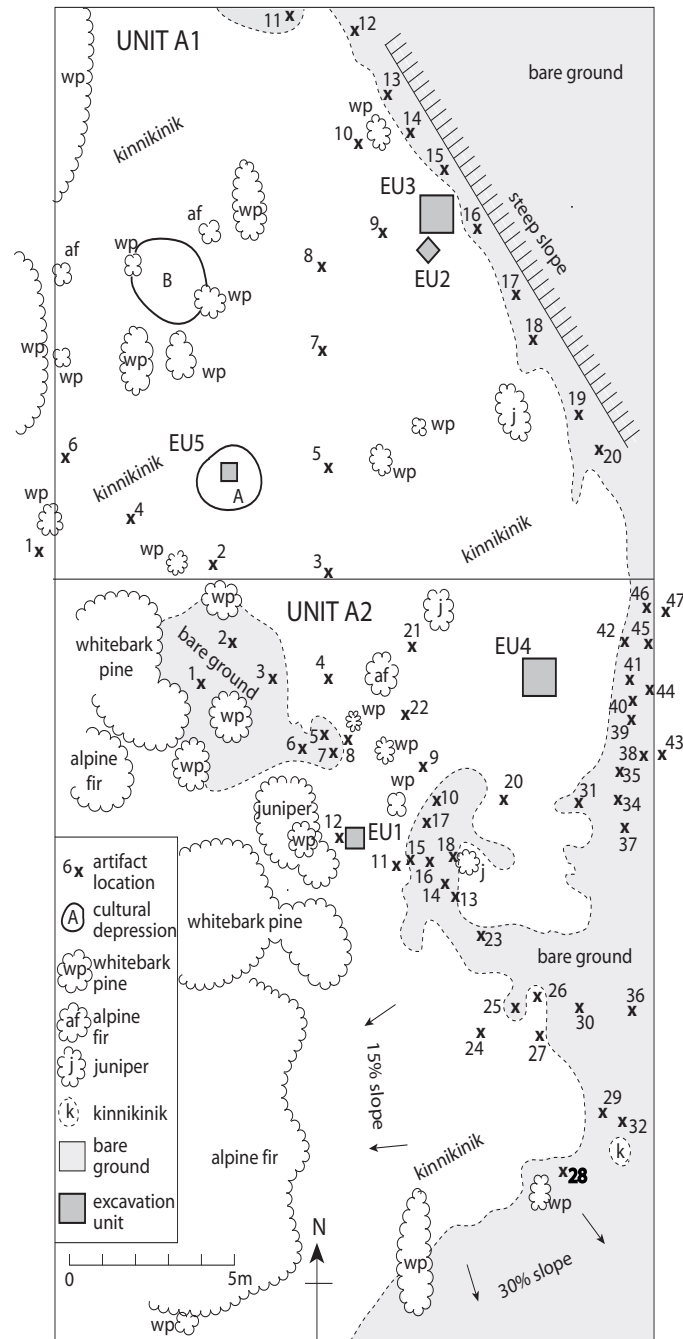 11
12
UNIT A1
wp
bare ground
13
wp
14
10
kinnikinik
15
EU3
steep slope
af
wp
16
9
af
wp
8
EU2
B
wp
17
18
7
wp
wp
wp
wp
j
19
wp
EU5
20
6
5
wp
kinnikinik
A
wp
4
kinnikinik
1
wp
2
3
UNIT A2
wp
j
46
47
whitebark
pine
bare ground
2
21
42
45
EU4
1
3
4
af
41
44
wp
wp
22
40
39
5
6
7
8
wp
38
43
alpine
fir
wp
9
35
wp
20
31
34
juniper
10
17
37
12
EU1
wp
15
18
11
16
j
14
13
whitebark pine
23
bare ground
26
25
36
30
24
27
15% slope
29
32
k
alpine fir
kinnikinik
28
wp
wp
30% slope
wp
6 x artifact
location
A cultural
depression
wp whitebark
pine
af alpine
fir
j juniper
k kinnikinik
bare
ground
excavation
unit
N
0 5m